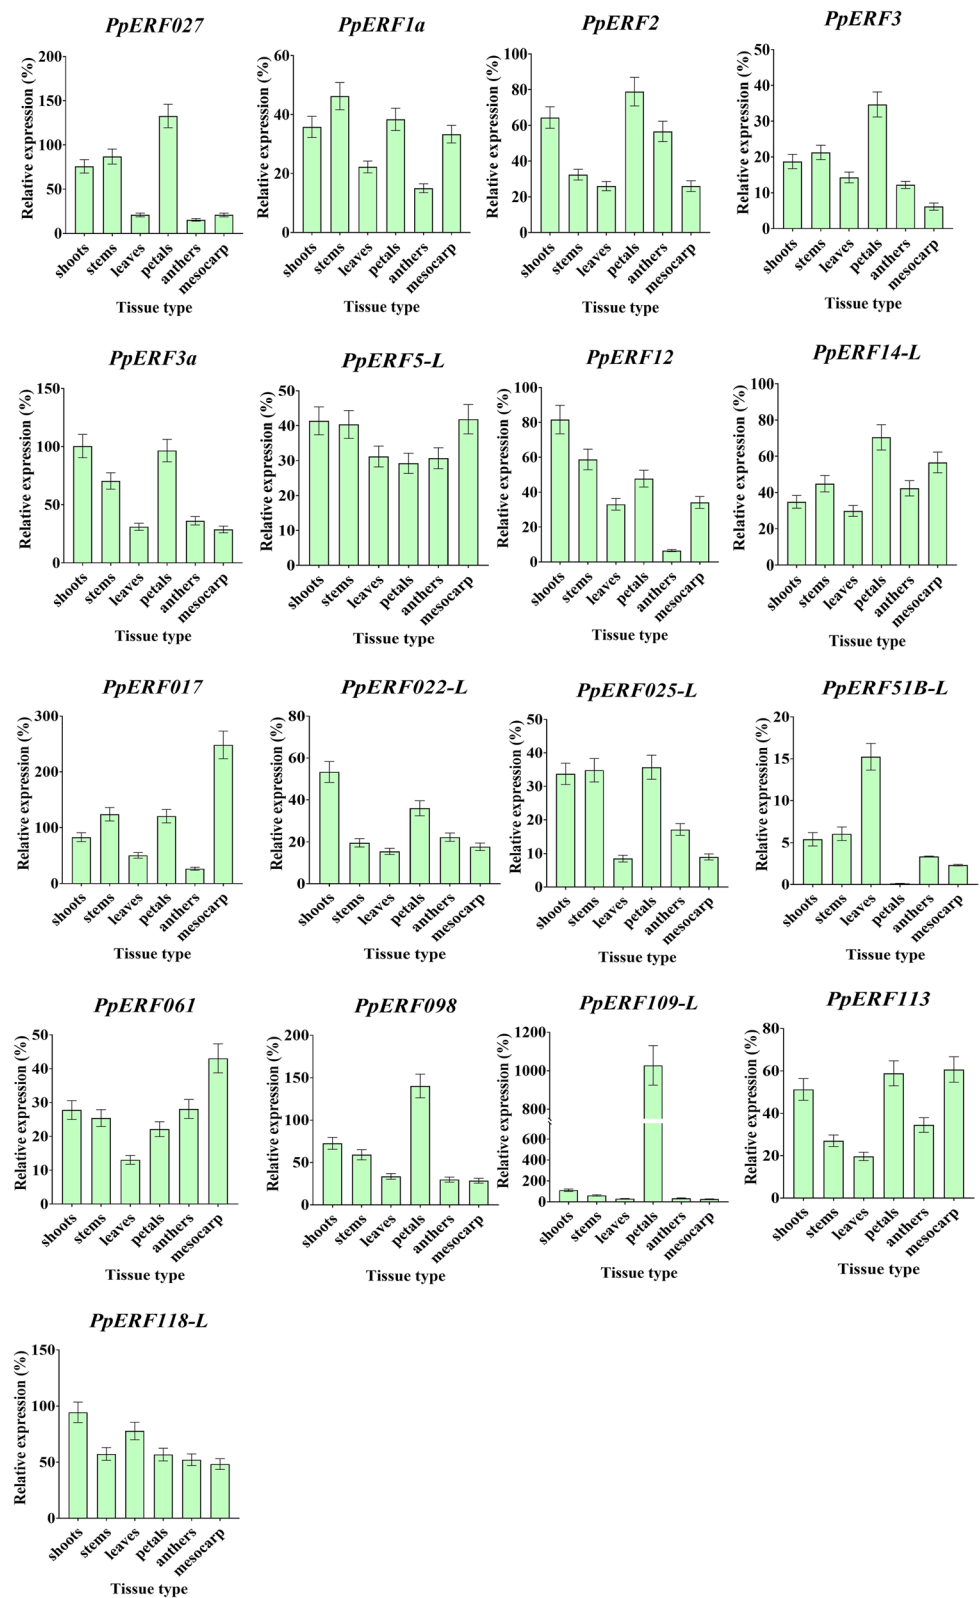 PpERF027
Relative expression (%)
200
150
100
50
0
shoots
stems
leaves
petals
anthers
mesocarp
Tissue type
PpERF1a
Relative expression (%)
60
40
20
0
shoots
stems
leaves
petals
anthers
mesocarp
Tissue type
PpERF2
Relative expression (%)
100
80
60
40
20
0
shoots
stems
leaves
petals
anthers
mesocarp
Tissue type
PpERF3
Relative expression (%)
50
40
30
20
10
0
shoots
stems
leaves
petals
anthers
mesocarp
Tissue type
PpERF3a
Relative expression (%)
150
100
50
0
shoots
stems
leaves
petals
anthers
mesocarp
Tissue type
PpERF5-L
Relative expression (%)
50
40
30
20
10
0
shoots
stems
leaves
petals
anthers
mesocarp
Tissue type
PpERF12
Relative expression (%)
100
80
60
40
20
0
shoots
stems
leaves
petals
anthers
mesocarp
Tissue type
PpERF14-L
Relative expression (%)
100
80
60
40
20
0
shoots
stems
leaves
petals
anthers
mesocarp
Tissue type
PpERF017
Relative expression (%)
300
200
100
0
shoots
stems
leaves
petals
anthers
mesocarp
Tissue type
PpERF022-L
Relative expression (%)
80
60
40
20
0
shoots
stems
leaves
petals
anthers
mesocarp
Tissue type
PpERF025-L
Relative expression (%)
50
40
30
20
10
0
shoots
stems
leaves
petals
anthers
mesocarp
Tissue type
PpERF51B-L
Relative expression (%)
20
15
10
5
0
shoots
stems
leaves
petals
anthers
mesocarp
Tissue type
PpERF061
Relative expression (%)
50
40
30
20
10
0
shoots
stems
leaves
petals
anthers
mesocarp
Tissue type
PpERF098
Relative expression (%)
200
150
100
50
0
shoots
stems
leaves
petals
anthers
mesocarp
Tissue type
PpERF109-L
Relative expression (%)
1200
1000
800
600
400
200
0
shoots
stems
leaves
petals
anthers
mesocarp
Tissue type
PpERF113
Relative expression (%)
80
60
40
20
0
shoots
stems
leaves
petals
anthers
mesocarp
Tissue type
PpERF118-L
Relative expression (%)
150
100
50
0
shoots
stems
leaves
petals
anthers
mesocarp
Tissue type